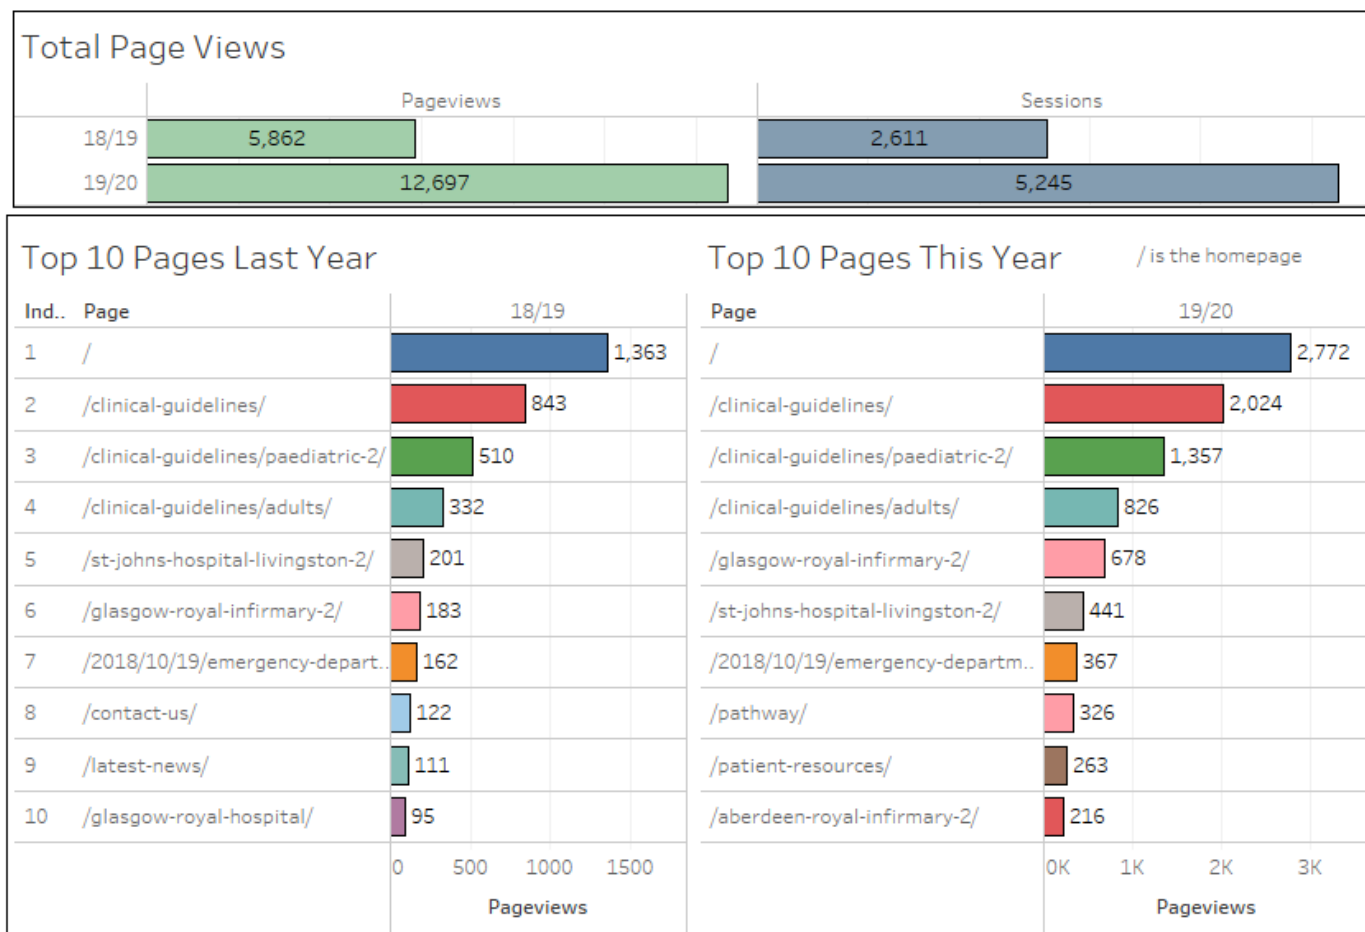 Total Page Views
Pageviews Sessions
18/19 5,862 2,611
19/20 12,697 5,245
Top 10 Pages Last Year
Ind.. Page 18/19
1 / 1,363
2 /clinical-guidelines/ 843
3 /clinical-guidelines/paediatric-2/ 510
4 /clinical-guidelines/adults/ 332
5 /st-johns-hospital-livingston-2/ 201
6 /glasgow-royal-infirmary-2/ 183
7 /2018/10/19/emergency-depart.. 162
8 /contact-us/ 122
9 /latest-news/ 111
10 /glasgow-royal-hospital/ 95
0 500 1000 1500
Pageviews
Top 10 Pages This Year / is the homepage
Page 19/20
/ 2,772
/clinical-guidelines/ 2,024
/clinical-guidelines/paediatric-2/ 1,357
/clinical-guidelines/adults/ 826
/glasgow-royal-infirmary-2/ 678
/st-johns-hospital-livingston-2/ 441
/2018/10/19/emergency-departm.. 367
/pathway/ 326
/patient-resources/ 263
/aberdeen-royal-infirmary-2/ 216
0K 1K 2K 3K
Pageviews